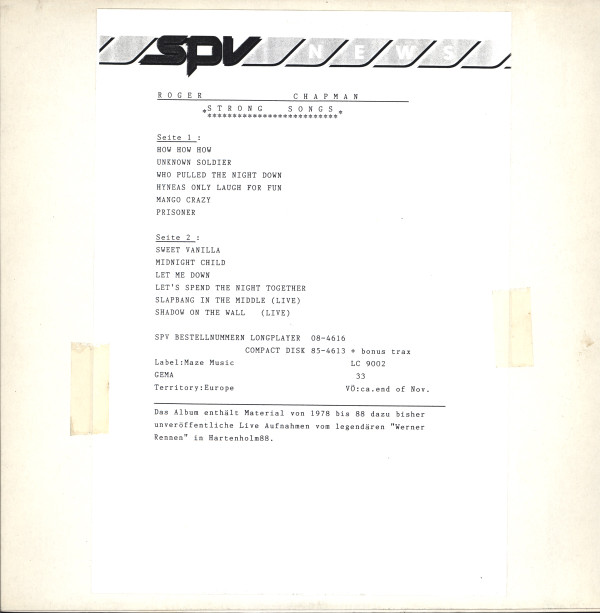 SPV NEWS
ROGER CHAPMAN
*STRONG SONGS*
**************************
Seite 1 :
HOW HOW HOW
UNKNOWN SOLDIER
WHO PULLED THE NIGHT DOWN
HYNEAS ONLY LAUGH FOR FUN
MANGO CRAZY
PRISONER
Seite 2 :
SWEET VANILLA
MIDNIGHT CHILD
LET ME DOWN
LET'S SPEND THE NIGHT TOGETHER
SLAPBANG IN THE MIDDLE (LIVE)
SHADOW ON THE WALL (LIVE)
SPV BESTELLNUMMERN LONGPLAYER 08-4616
COMPACT DISK 85-4613 + bonus trax
Label:Maze Music LC 9002
GEMA 33
Territory:Europe VÖ:ca.end of Nov.
Das Album enthält Material von 1978 bis 88 dazu bisher
unveröffentliche Live Aufnahmen vom legendären "Werner
Rennen" in Hartenholm88.